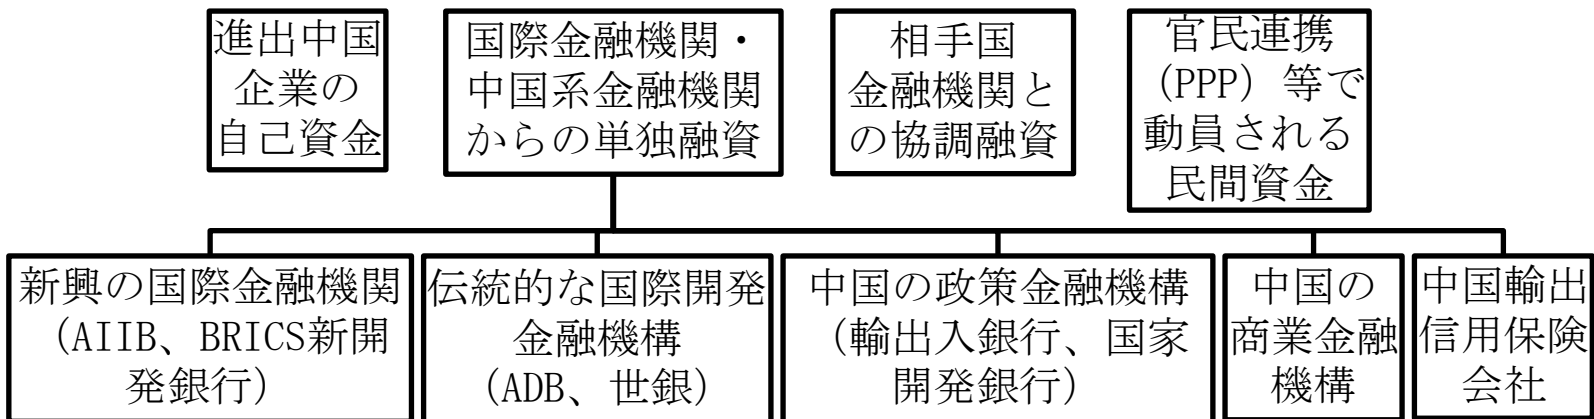 進出中国
企業の
自己資金
国際金融機関・
中国系金融機関
からの単独融資
相手国
金融機関と
の協調融資
官民連携
（PPP）等で
動員される
民間資金
新興の国際金融機関
（AIIB、BRICS新開
発銀行）
伝統的な国際開発
金融機構
（ADB、世銀）
中国の政策金融機構
（輸出入銀行、国家
開発銀行）
中国の
商業金融
機構
中国輸出
信用保険
会社